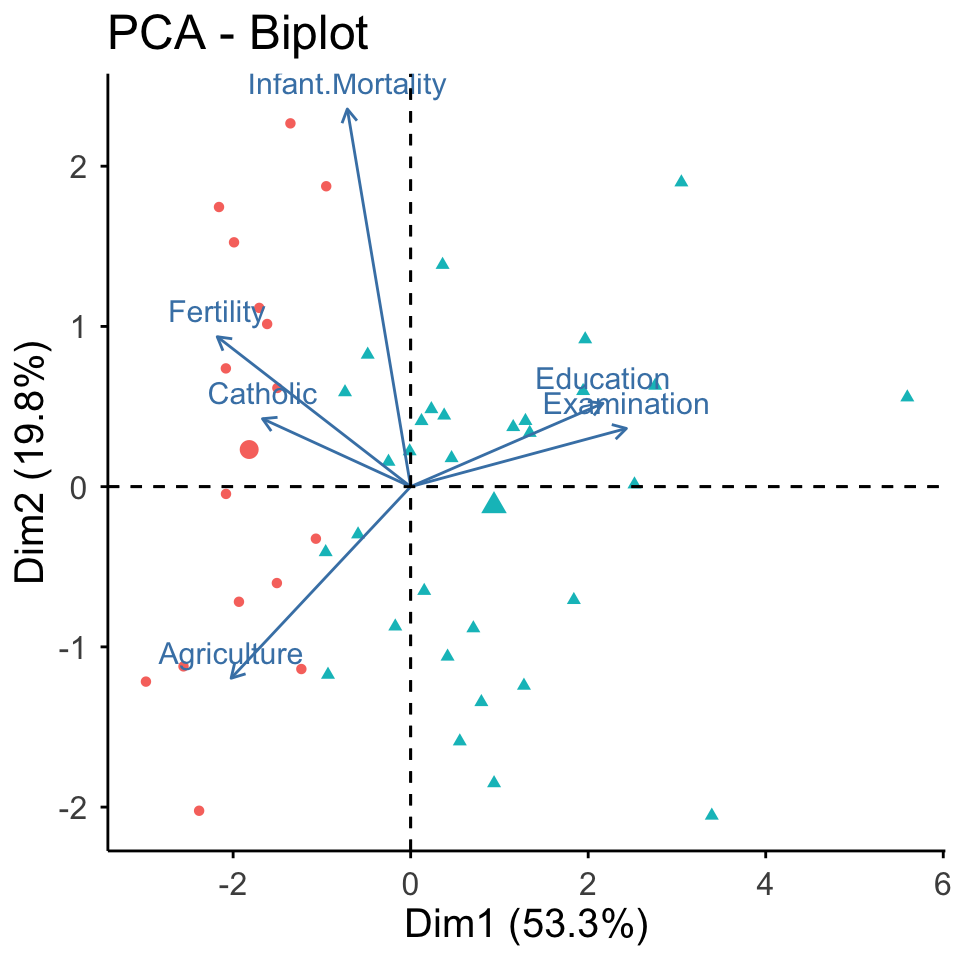 PCA - Biplot
Infant.Mortality
2
Fertility
1
Education
Catholic
Examination
0
Agriculture
-1
-2
Dim2 (19.8%)
-2 0 2 4 6
Dim1 (53.3%)